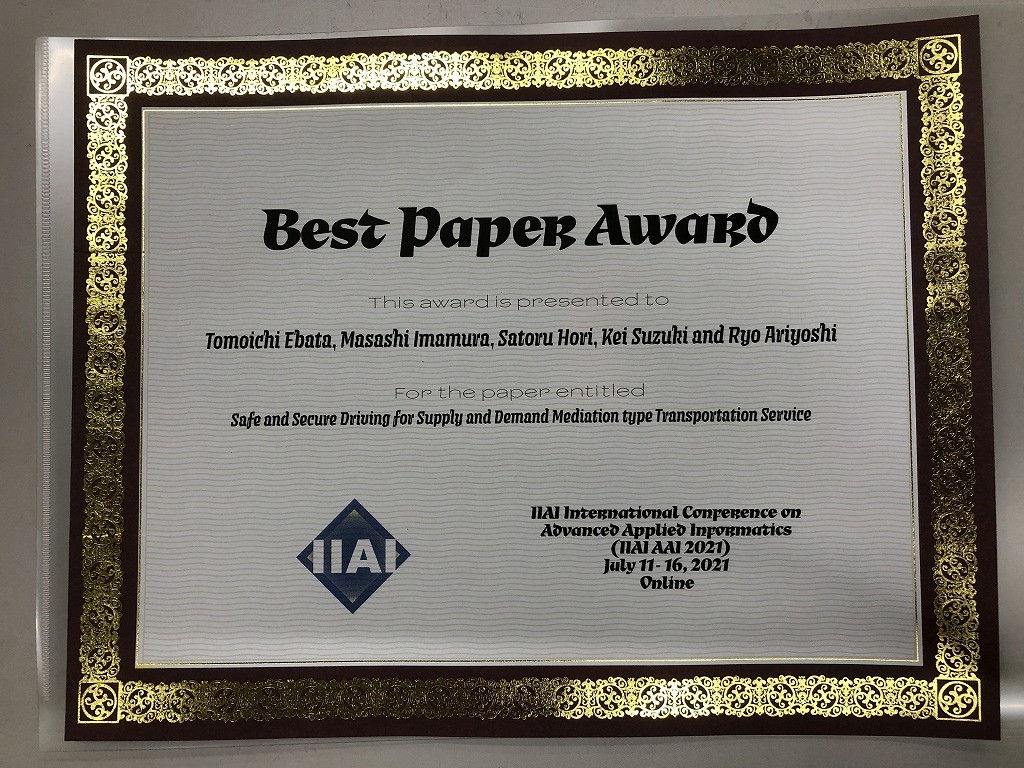 Best Paper Award
This award is presented to
Tomoichi Ebata, Masashi Imamura, Satoru Hori, Kei Suzuki and Ryo Ariyoshi
For the paper entitled
Safe and Secure Driving for Supply and Demand Mediation type Transportation Service
IIAI
IIAI International Conference on
Advanced Applied Informatics
(IIAI AAI 2021)
July 11 - 16, 2021
Online